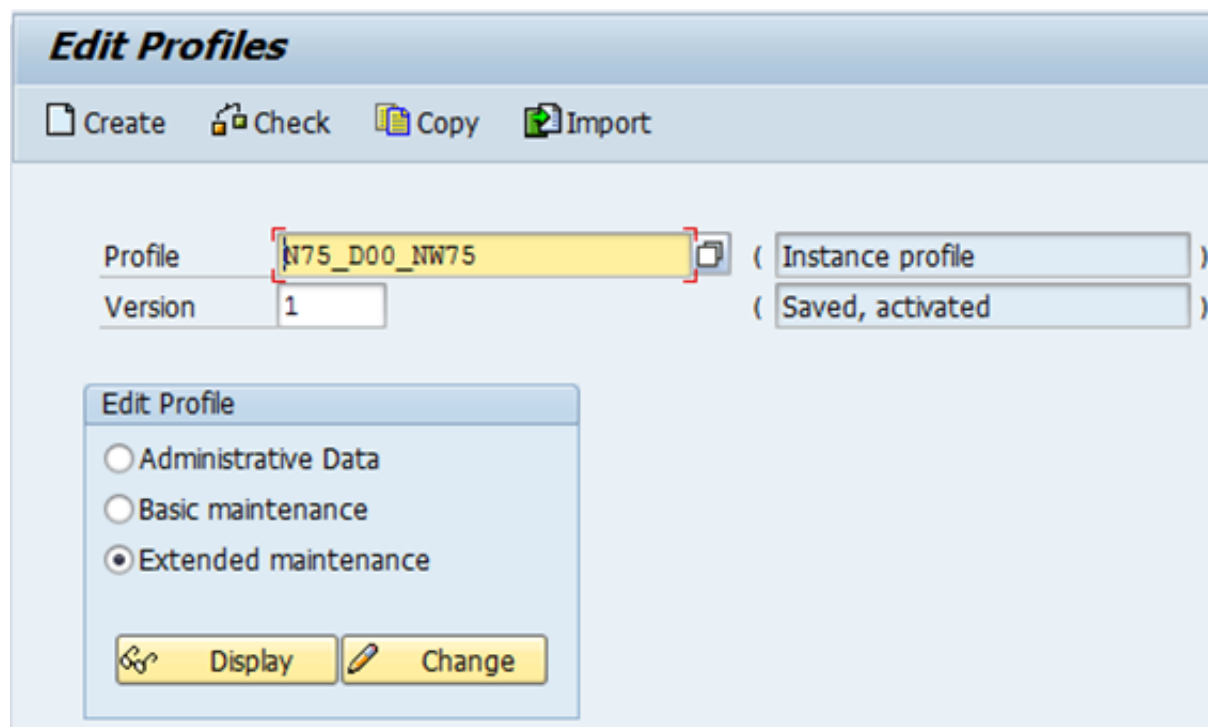 Edit Profiles
Create Check Copy Import
Profile N75_D00_NW75 ( Instance profile )
Version 1 ( Saved, activated )
Edit Profile
Administrative Data
Basic maintenance
Extended maintenance
Display Change